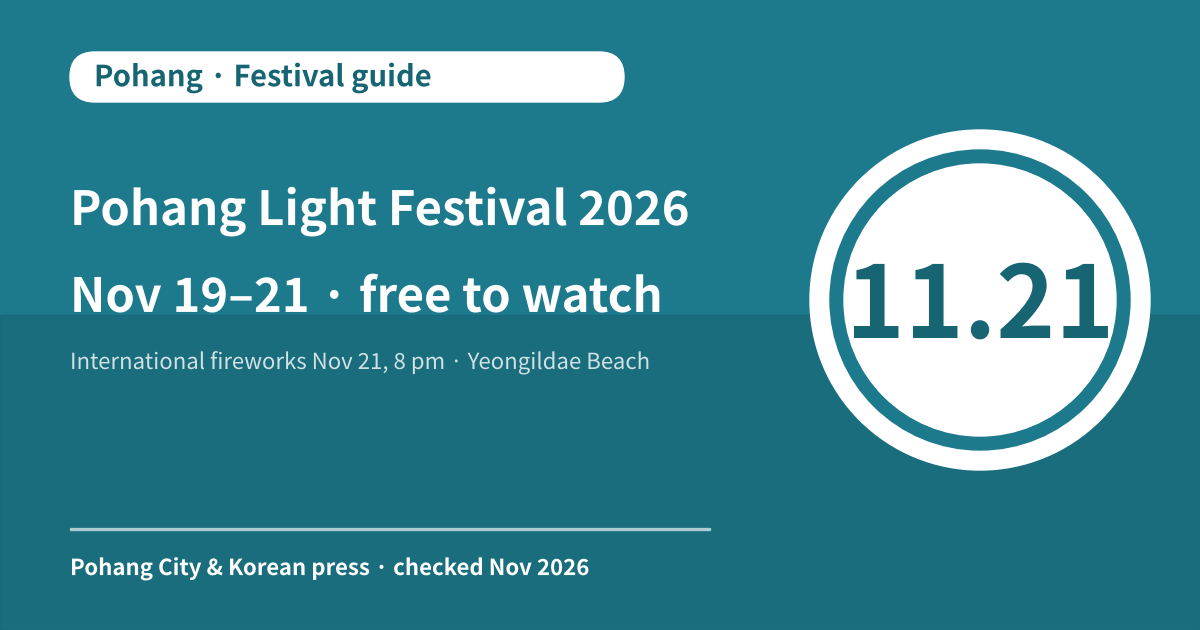 Pohang · Festival guide
Pohang Light Festival 2026
Nov 19–21 · free to watch
International fireworks Nov 21, 8 pm · Yeongildae Beach
11.21
Pohang City & Korean press · checked Nov 2026